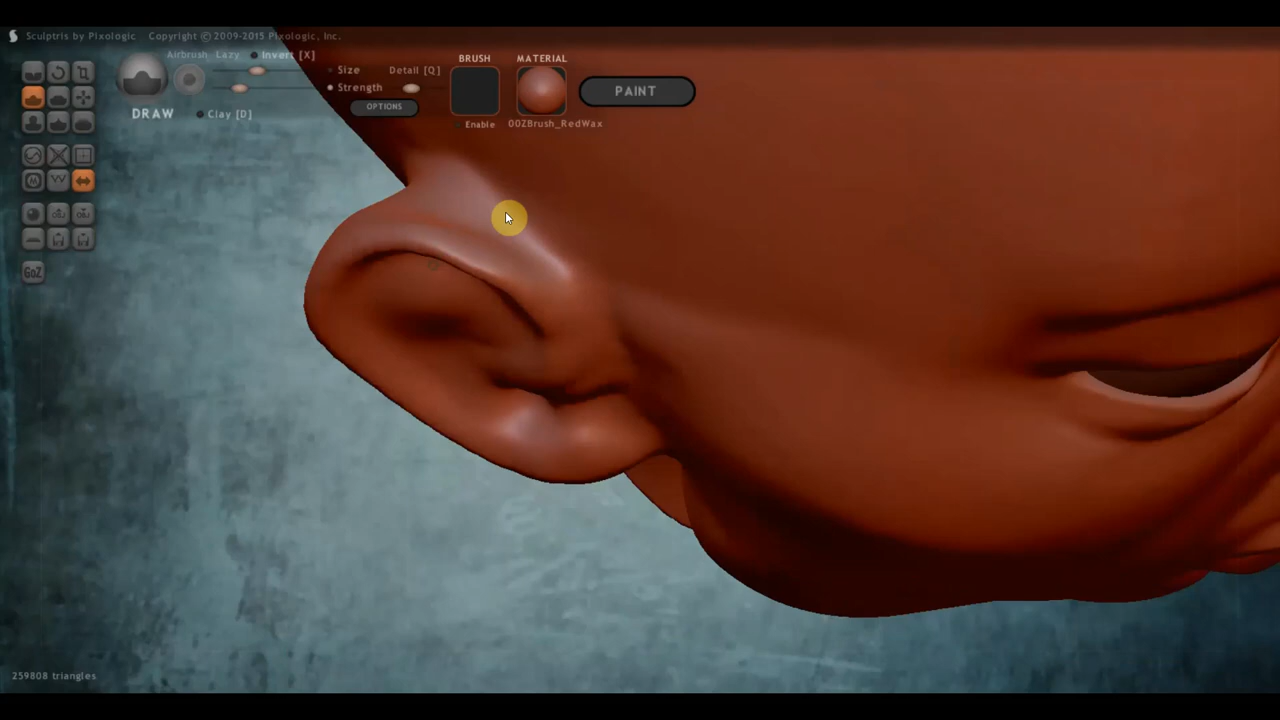 Sculptris by Pixologic Copyright ©2009-2015 Pixologic, Inc.
Airbrush Lazy Invert [X]
BRUSH
MATERIAL
Size
Detail [Q]
Strength
PAINT
OPTIONS
DRAW
Clay [D]
Enable
00ZBrush_RedWax
GoZ
259808 triangles